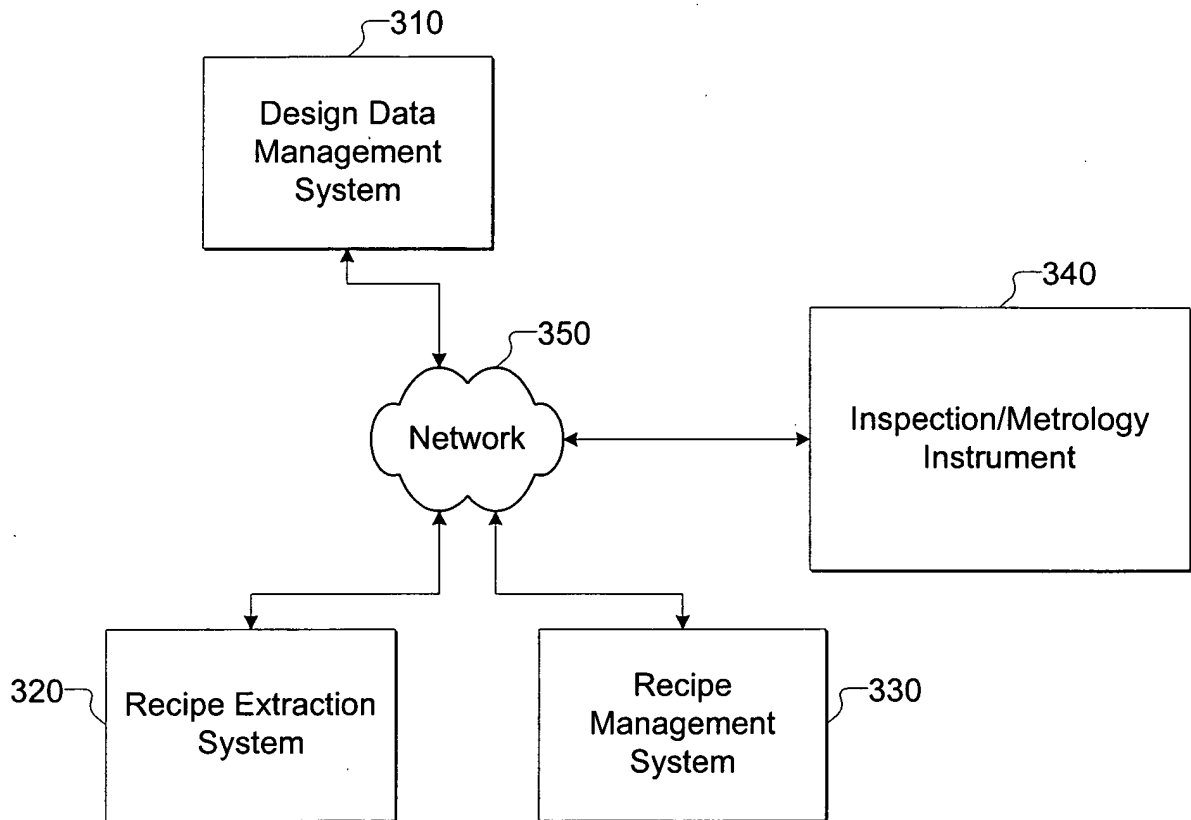 310
Design Data
Management
System
340
350
Network
Inspection/Metrology
Instrument
320
Recipe Extraction
System
Recipe
Management
System
330